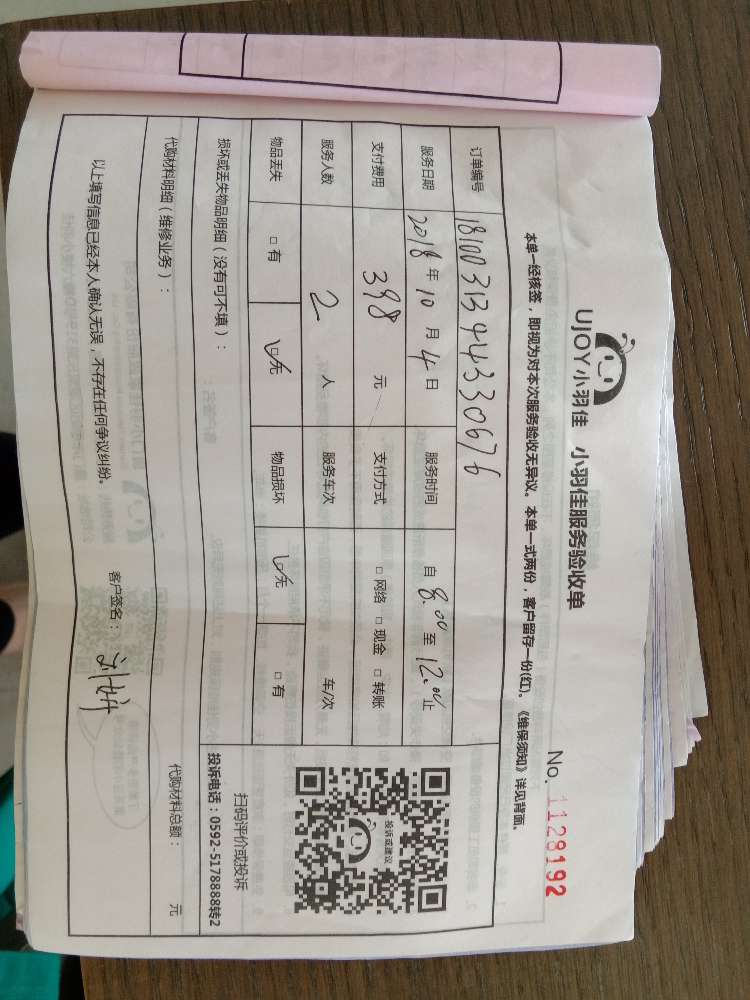 UJOY小羽佳 小羽佳服务验收单
No. 1128192
本单一经核签，即视为对本次服务验收无异议。本单一式两份，客户留存一份(红)。《维保须知》详见背面。
订单编号 181003134433067 6
服务日期 2018 年 10 月 4 日 服务时间 自 8.00 至 12.00 止
支付费用 398 元 支付方式 □ 网络 □ 现金 □ 转账
服务人数 2 人 服务车次 车/次
物品丢失 □ 有 □无 物品损坏 □无 □ 有
投诉或建议
扫码评价或投诉
投诉电话：0592-5178888转2
损坏或丢失物品明细（没有可不填）：
代购材料明细（维修业务）： 代购材料总额： 元
以上填写信息已经本人确认无误，不存在任何争议纠纷。
客户签名：